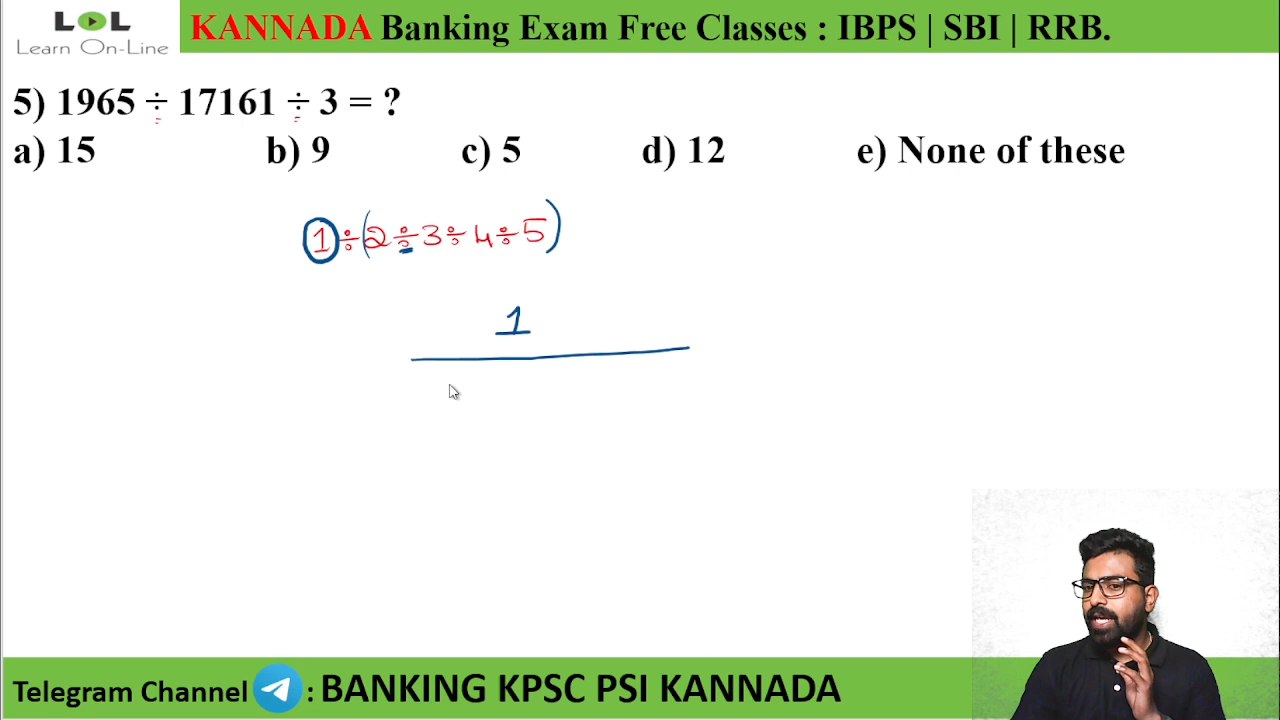 LOL
Learn On-Line
KANNADA Banking Exam Free Classes : IBPS | SBI | RRB.
5) 1965 ÷ 17161 ÷ 3 = ?
a) 15 b) 9 c) 5 d) 12 e) None of these
1÷(2÷3÷4÷5)
1
Telegram Channel : BANKING KPSC PSI KANNADA